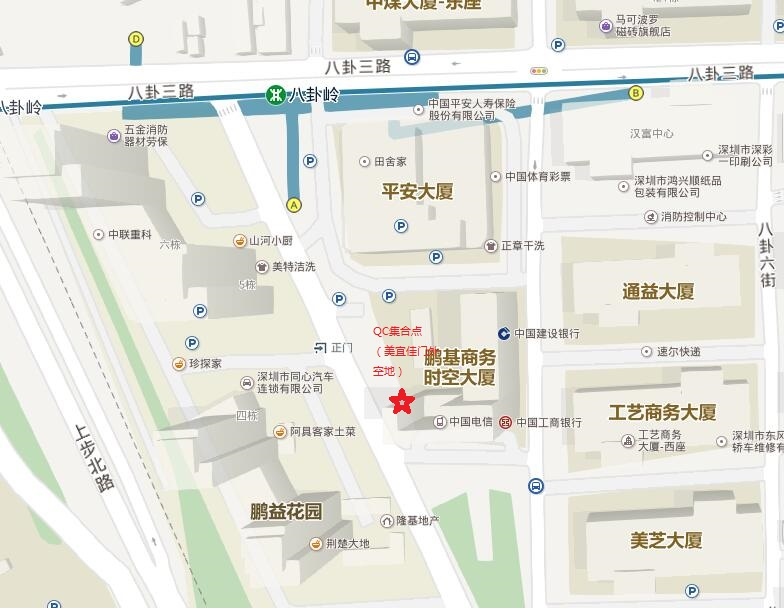 中煤大厦-东座
马可波罗
磁砖旗舰店
P
D
八卦三路
八卦三路
八卦三路
八卦岭
八卦岭
B
中国平安人寿保险
股份有限公司
五金消防
器材劳保
汉富中心
深圳市深彩
一印刷公司
P
田舍家
中国体育彩票
深圳市鸿兴顺纸品
包装有限公司
平安大厦
P
A
消防控制中心
P
八卦六街
中联重科
六栋
山河小厨
正章干洗
P
美特洁洗
5栋
通益大厦
P
P
P
QC集合点
（美宜佳门外
空地）
鹏基商务
时空大厦
中国建设银行
正门
P
速尔快递
珍探家
深圳市同心汽车
连锁有限公司
四栋
工艺商务大厦
中国电信
中国工商银行
阿具客家土菜
工艺商务
大厦-西座
深圳市东风
轿车维修有
上步北路
鹏益花园
隆基地产
荆楚大地
美芝大厦
P
P